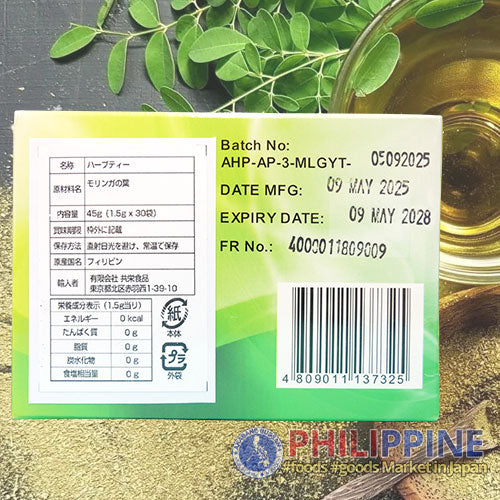 名称 ハーブティー
原材料名 モリンガの葉
内容量 45g (1.5g x 30袋)
賞味期限 枠外に記載
保存方法 直射日光を避け、常温で保存
原産国名 フィリピン
輸入者 有限会社 共栄食品
東京都北区赤羽西1-39-10
栄養成分表示 (1.5g当り)
エネルギー 0 kcal
たんぱく質 0 g
脂質 0 g
炭水化物 0 g
食塩相当量 0 g
紙
本体
プラ
外袋
Batch No:
AHP-AP-3-MLGYT- 05092025
DATE MFG: 09 MAY 2025
EXPIRY DATE: 09 MAY 2028
FR No.: 4000011809009
4 809011 137325
PHILIPPINE
#foods #goods Market in Japan